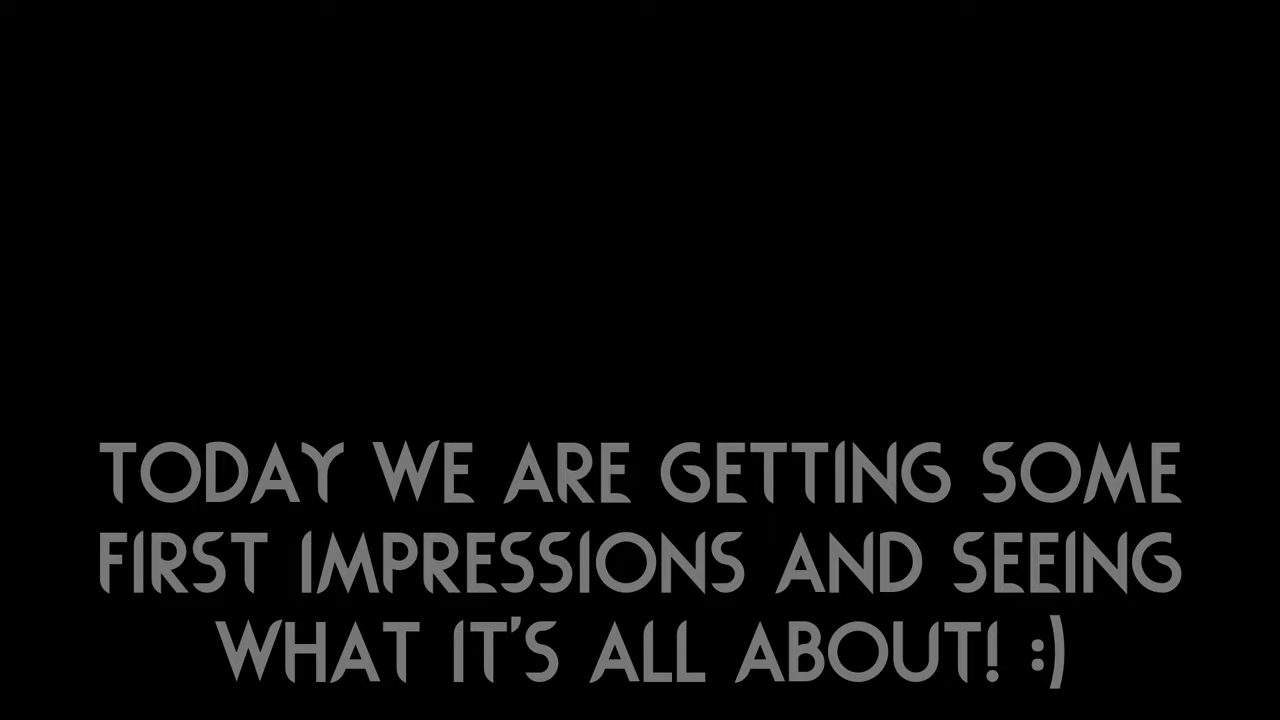 TODAY WE ARE GETTING SOME
FIRST IMPRESSIONS AND SEEING
WHAT IT'S ALL ABOUT! :)